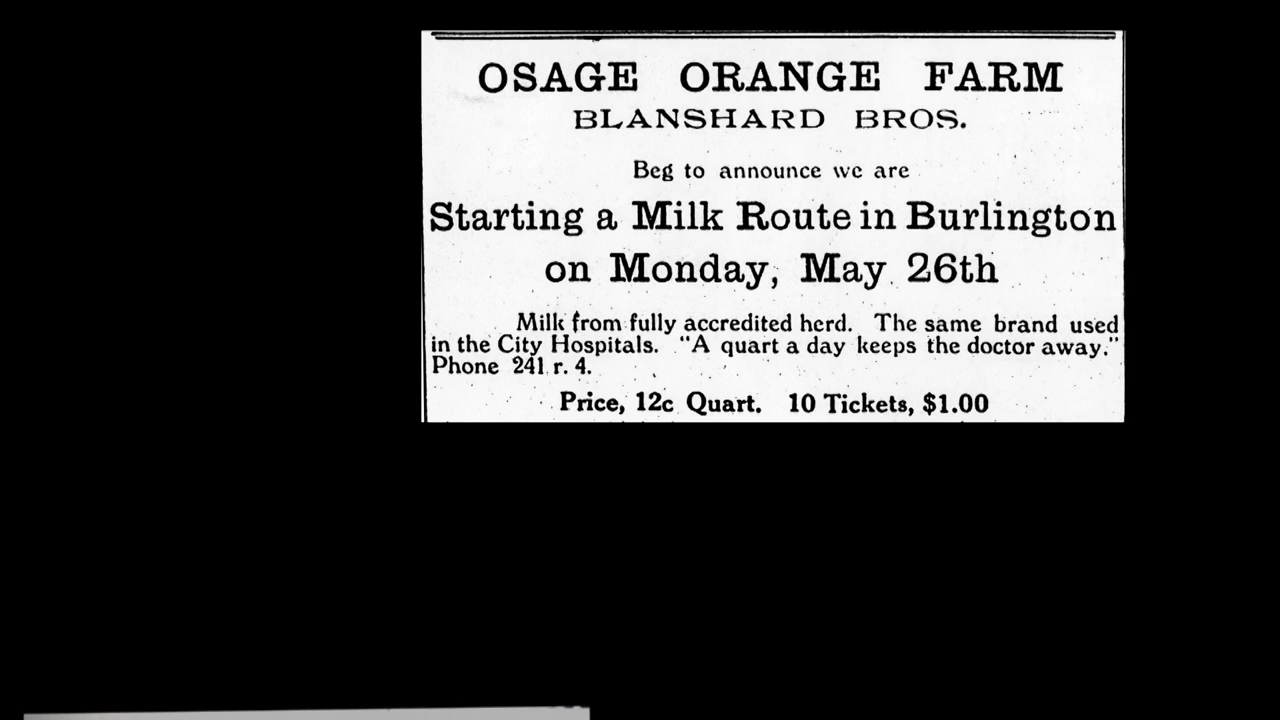 OSAGE ORANGE FARM
BLANSHARD BROS.
Beg to announce we are
Starting a Milk Route in Burlington
on Monday, May 26th
Milk from fully accredited herd. The same brand used
in the City Hospitals. "A quart a day keeps the doctor away."
Phone 241 r. 4.
Price, 12c Quart. 10 Tickets, $1.00